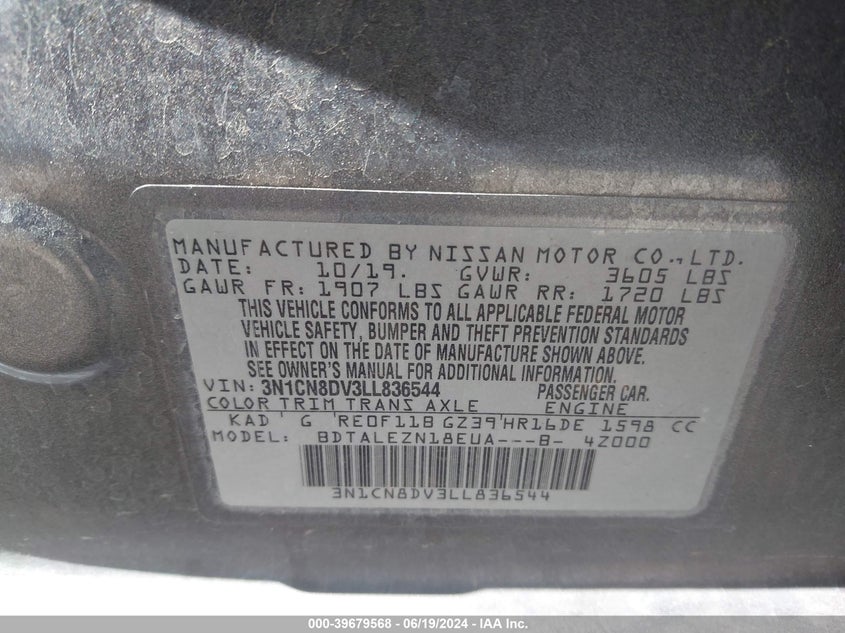 MANUFACTURED BY NISSAN MOTOR CO., LTD.
DATE: 10/19. GVWR: 3605 LBS
GAWR FR: 1907 LBS GAWR RR: 1720 LBS
THIS VEHICLE CONFORMS TO ALL APPLICABLE FEDERAL MOTOR
VEHICLE SAFETY, BUMPER AND THEFT PREVENTION STANDARDS
IN EFFECT ON THE DATE OF MANUFACTURE SHOWN ABOVE.
SEE OWNER'S MANUAL FOR ADDITIONAL INFORMATION.
VIN: 3N1CN8DV3LL836544 PASSENGER CAR.
COLOR TRIM TRANS AXLE ENGINE
KAD G RE0F11B GZ39 HR16DE 1598 CC
MODEL: BDTALEZN18EUA---B- 4Z000
3N1CN8DV3LL836544
000-39679568 - 06/19/2024 - IAA Inc.